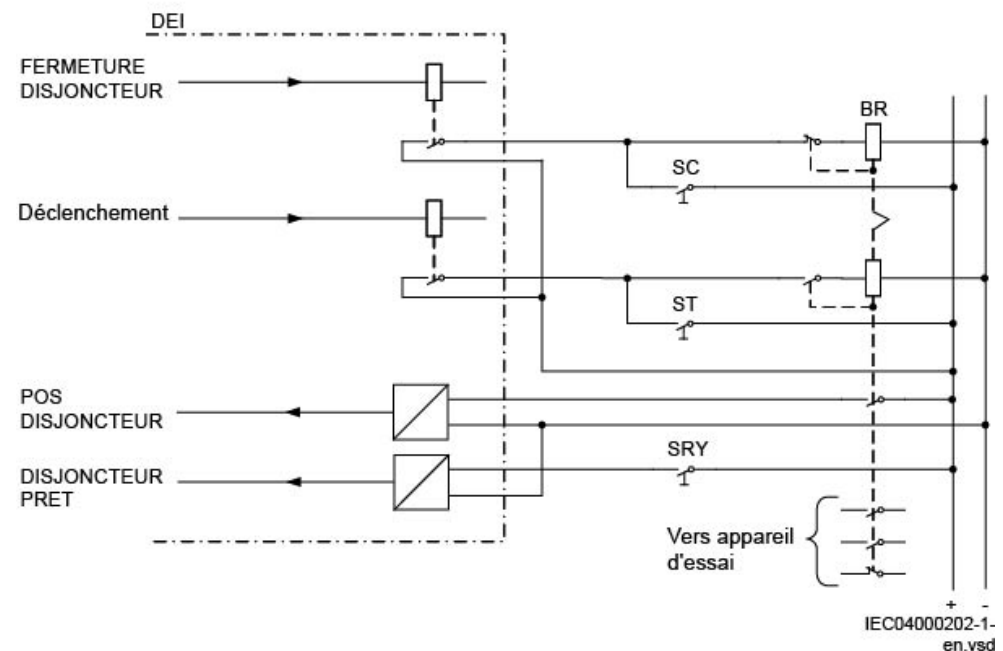 DEI
FERMETURE
DISJONCTEUR
BR
SC
Déclenchement
ST
POS
DISJONCTEUR
SRY
DISJONCTEUR
PRET
Vers appareil
d'essai
+ -
IEC04000202-1-
en.vsd